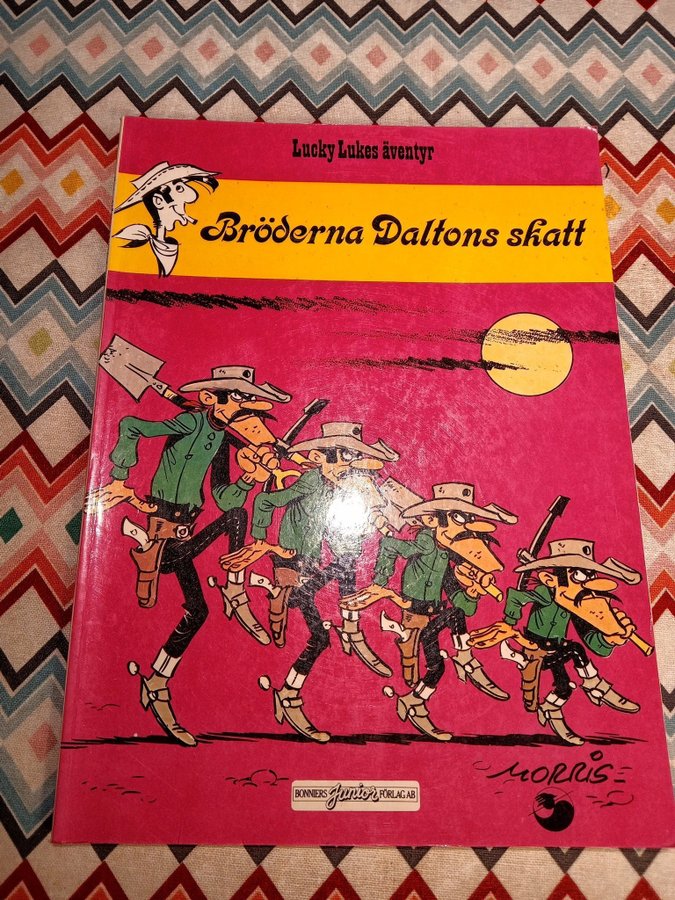 Lucky Lukes äventyr
Bröderna Daltons skatt
MORRIS
BONNIERS Junior FÖRLAG AB